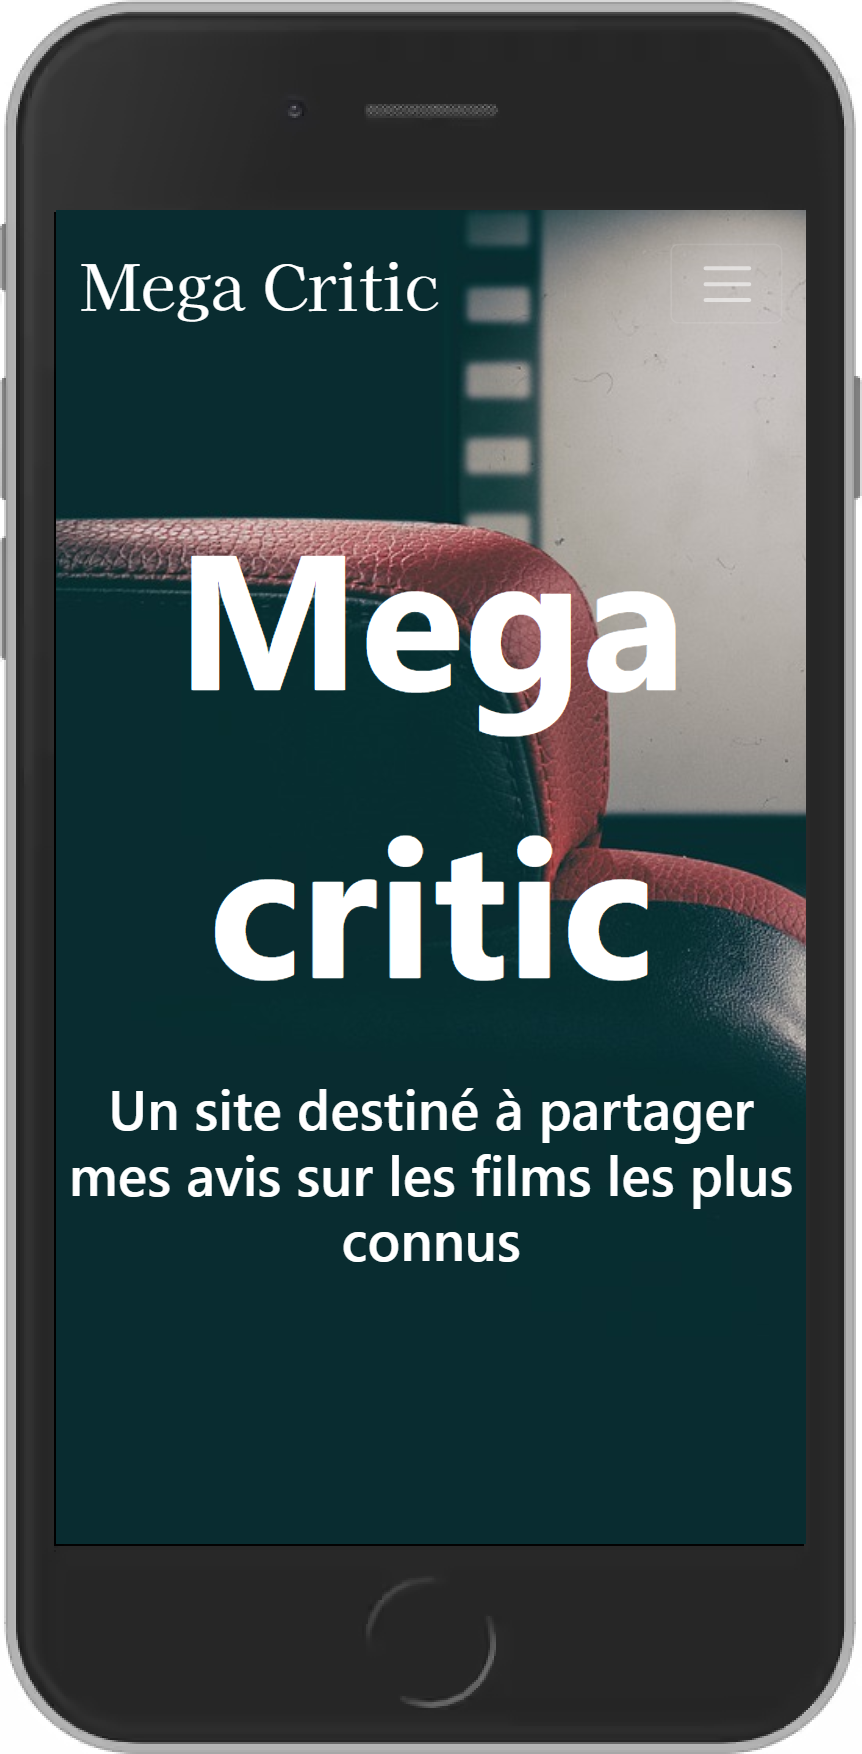 Mega Critic
Mega
critic
Un site destiné à partager
mes avis sur les films les plus
connus